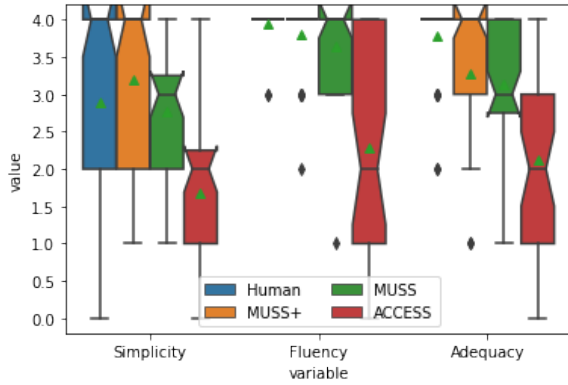 4.0
3.5
3.0
2.5
2.0
1.5
1.0
0.5
0.0
value
Human
MUSS
MUSS+
ACCESS
Simplicity
Fluency
Adequacy
variable